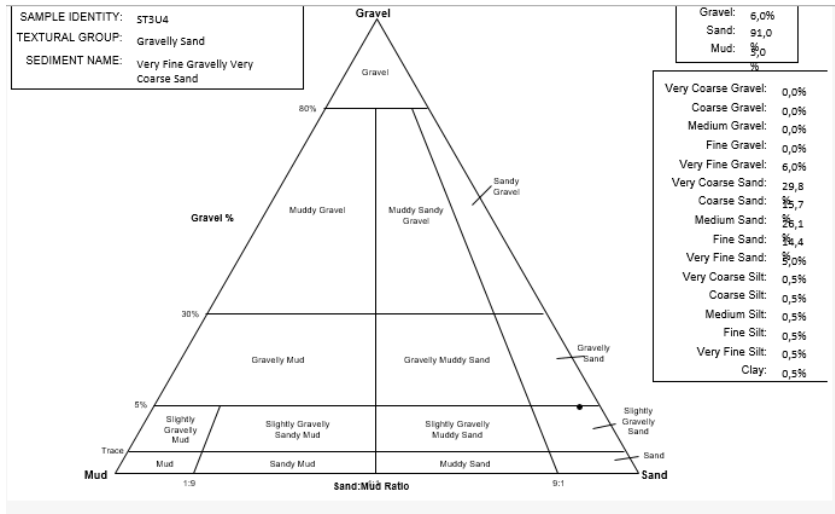 SAMPLE IDENTITY: ST3U4
TEXTURAL GROUP: Gravelly Sand
SEDIMENT NAME: Very Fine Gravelly Very
Coarse Sand
Gravel
Gravel: 6,0%
Sand: 91,0
%
Mud: 3,0
%
Gravel
80%
Very Coarse Gravel: 0,0%
Coarse Gravel: 0,0%
Medium Gravel: 0,0%
Fine Gravel: 0,0%
Very Fine Gravel: 6,0%
Very Coarse Sand: 29,8
%
Coarse Sand: 15,7
%
Medium Sand: 26,1
%
Fine Sand: 14,4
%
Very Fine Sand: 5,0%
Very Coarse Silt: 0,5%
Coarse Silt: 0,5%
Medium Silt: 0,5%
Fine Silt: 0,5%
Very Fine Silt: 0,5%
Clay: 0,5%
Sandy
Gravel
Muddy Gravel
Muddy Sandy
Gravel
Gravel %
30%
Gravelly Mud
Gravelly Muddy Sand
Gravelly
Sand
5%
Slightly
Gravelly
Mud
Slightly Gravelly
Sandy Mud
Slightly Gravelly
Muddy Sand
Slightly
Gravelly
Sand
Trace
Mud
Sandy Mud
Muddy Sand
Sand
Mud
Sand
1:9
Sand:Mud Ratio
9:1